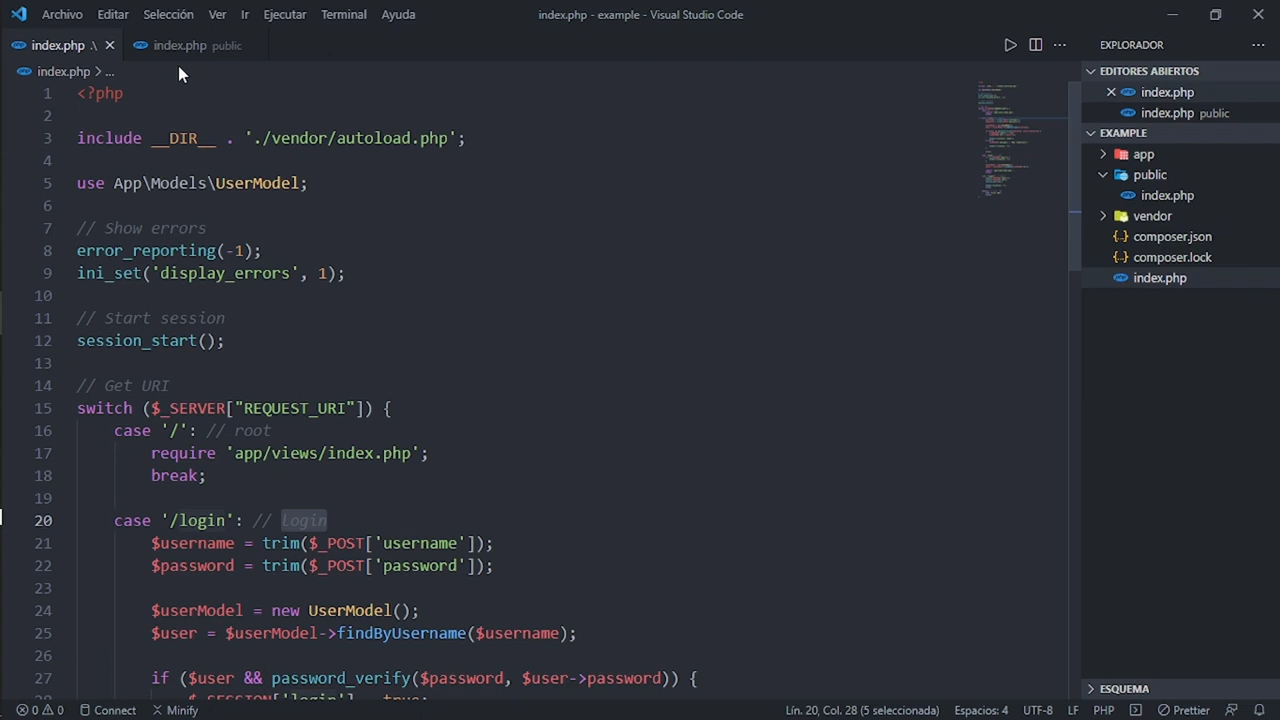 Archivo Editar Selección Ver Ir Ejecutar Terminal Ayuda index.php - example - Visual Studio Code
index.php .\ index.php public
index.php > ...
1 <?php
2
3 include __DIR__ . './vendor/autoload.php';
4
5 use App\Models\UserModel;
6
7 // Show errors
8 error_reporting(-1);
9 ini_set('display_errors', 1);
10
11 // Start session
12 session_start();
13
14 // Get URI
15 switch ($_SERVER["REQUEST_URI"]) {
16 case '/': // root
17 require 'app/views/index.php';
18 break;
19
20 case '/login': // login
21 $username = trim($_POST['username']);
22 $password = trim($_POST['password']);
23
24 $userModel = new UserModel();
25 $user = $userModel->findByUsername($username);
26
27 if ($user && password_verify($password, $user->password)) {
28 $_SESSION['login'] = true;
EXPLORADOR
EDITORES ABIERTOS
index.php
index.php public
EXAMPLE
app
public
index.php
vendor
composer.json
composer.lock
index.php
ESQUEMA
0 0 Connect Minify Lín. 20, Col. 28 (5 seleccionada) Espacios: 4 UTF-8 LF PHP Prettier